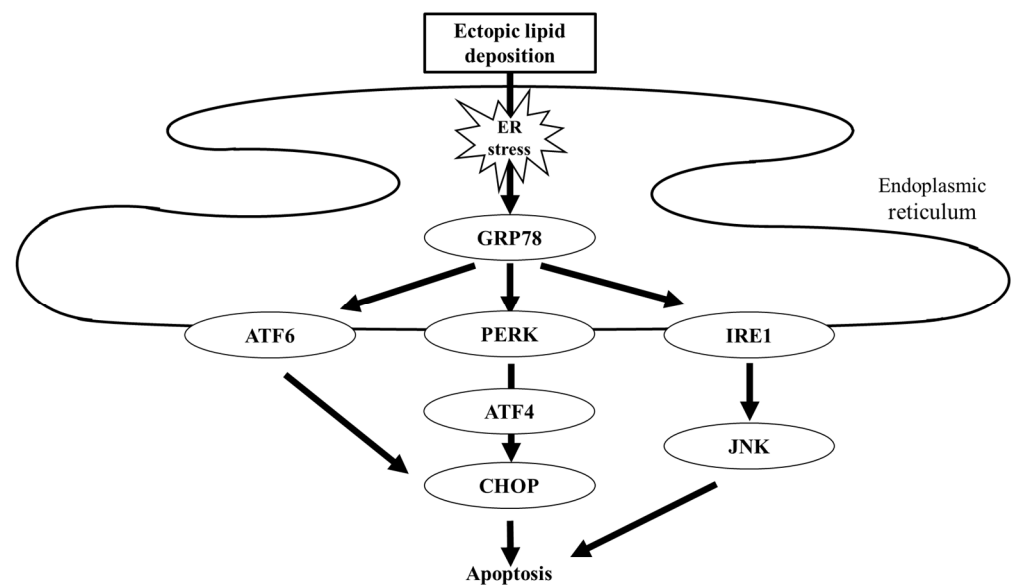 Ectopic lipid
deposition
ER
stress
Endoplasmic
reticulum
GRP78
ATF6
PERK
IRE1
ATF4
JNK
CHOP
Apoptosis